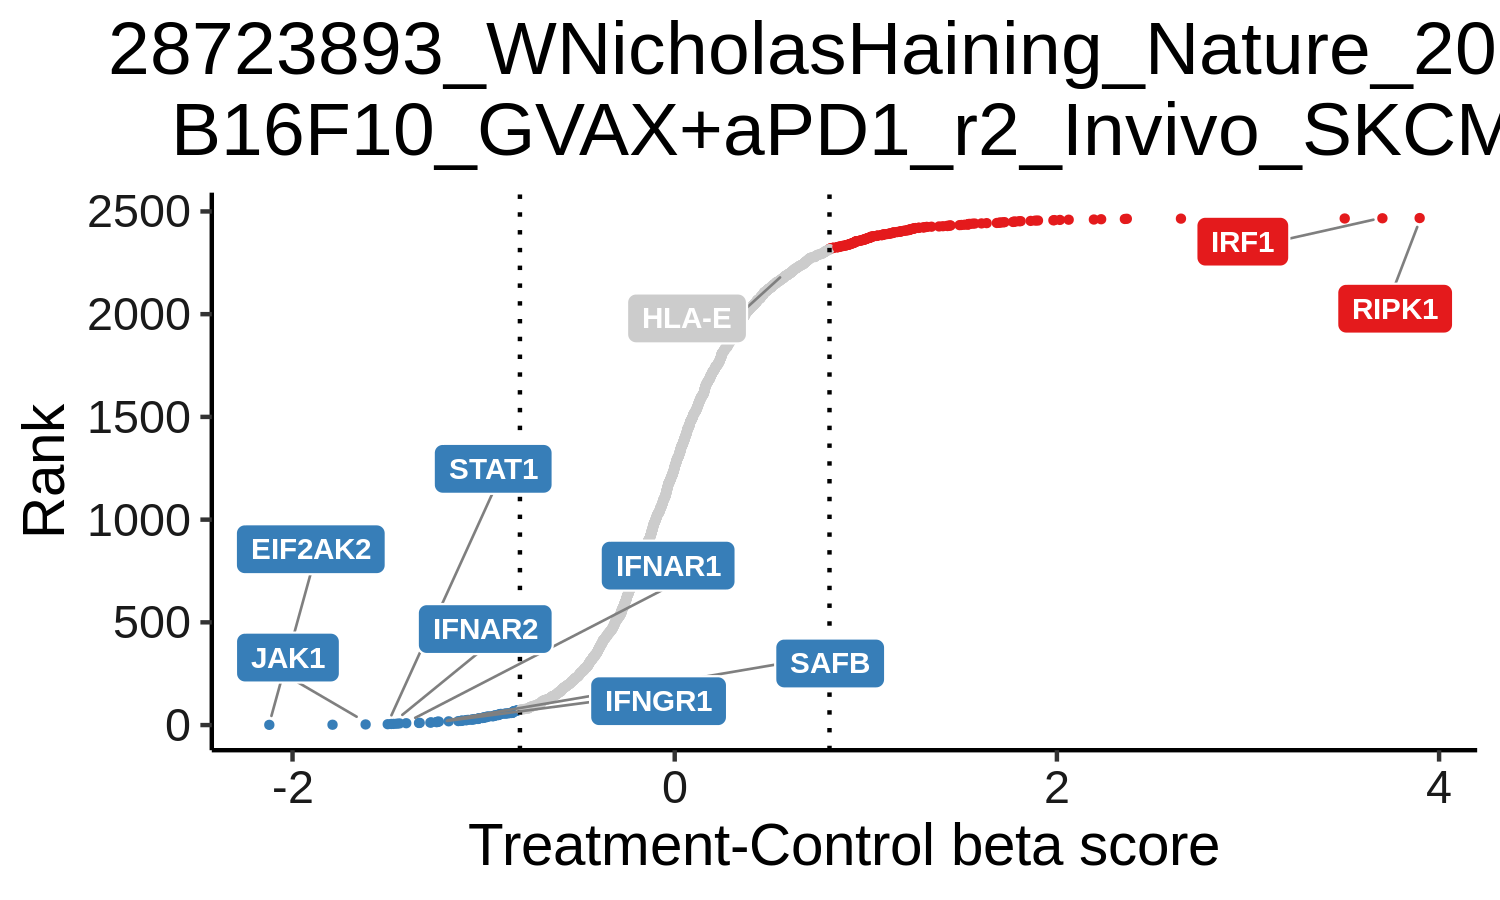 28723893_WNicholasHaining_Nature_20
B16F10_GVAX+aPD1_r2_Invivo_SKCM
2500
2000
1500
1000
500
0
Rank
IRF1
RIPK1
HLA-E
STAT1
EIF2AK2
IFNAR1
IFNAR2
JAK1
SAFB
IFNGR1
-2
0
2
4
Treatment-Control beta score